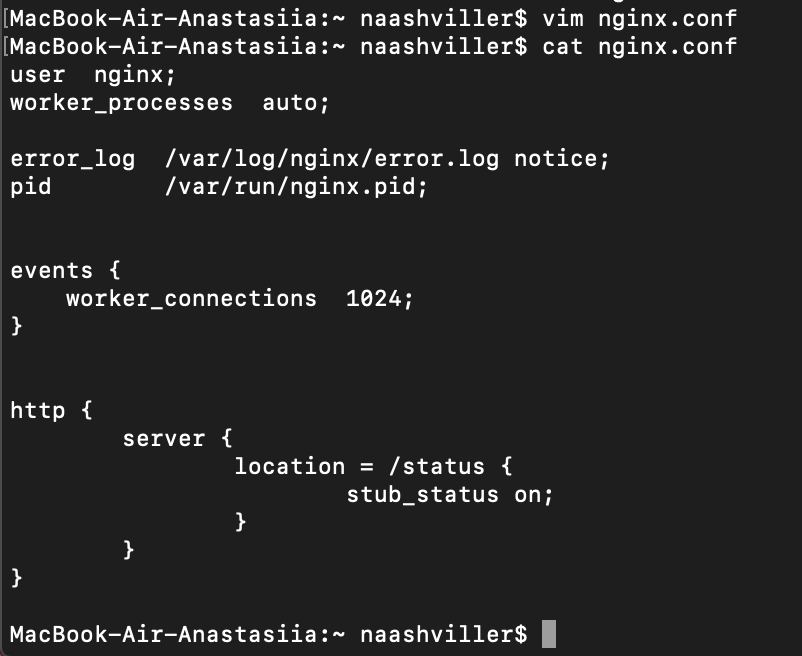 [MacBook-Air-Anastasiia:~ naashviller$ vim nginx.conf
[MacBook-Air-Anastasiia:~ naashviller$ cat nginx.conf
user  nginx;
worker_processes  auto;

error_log  /var/log/nginx/error.log notice;
pid        /var/run/nginx.pid;


events {
    worker_connections  1024;
}


http {
        server {
                location = /status {
                        stub_status on;
                }
        }
}

MacBook-Air-Anastasiia:~ naashviller$